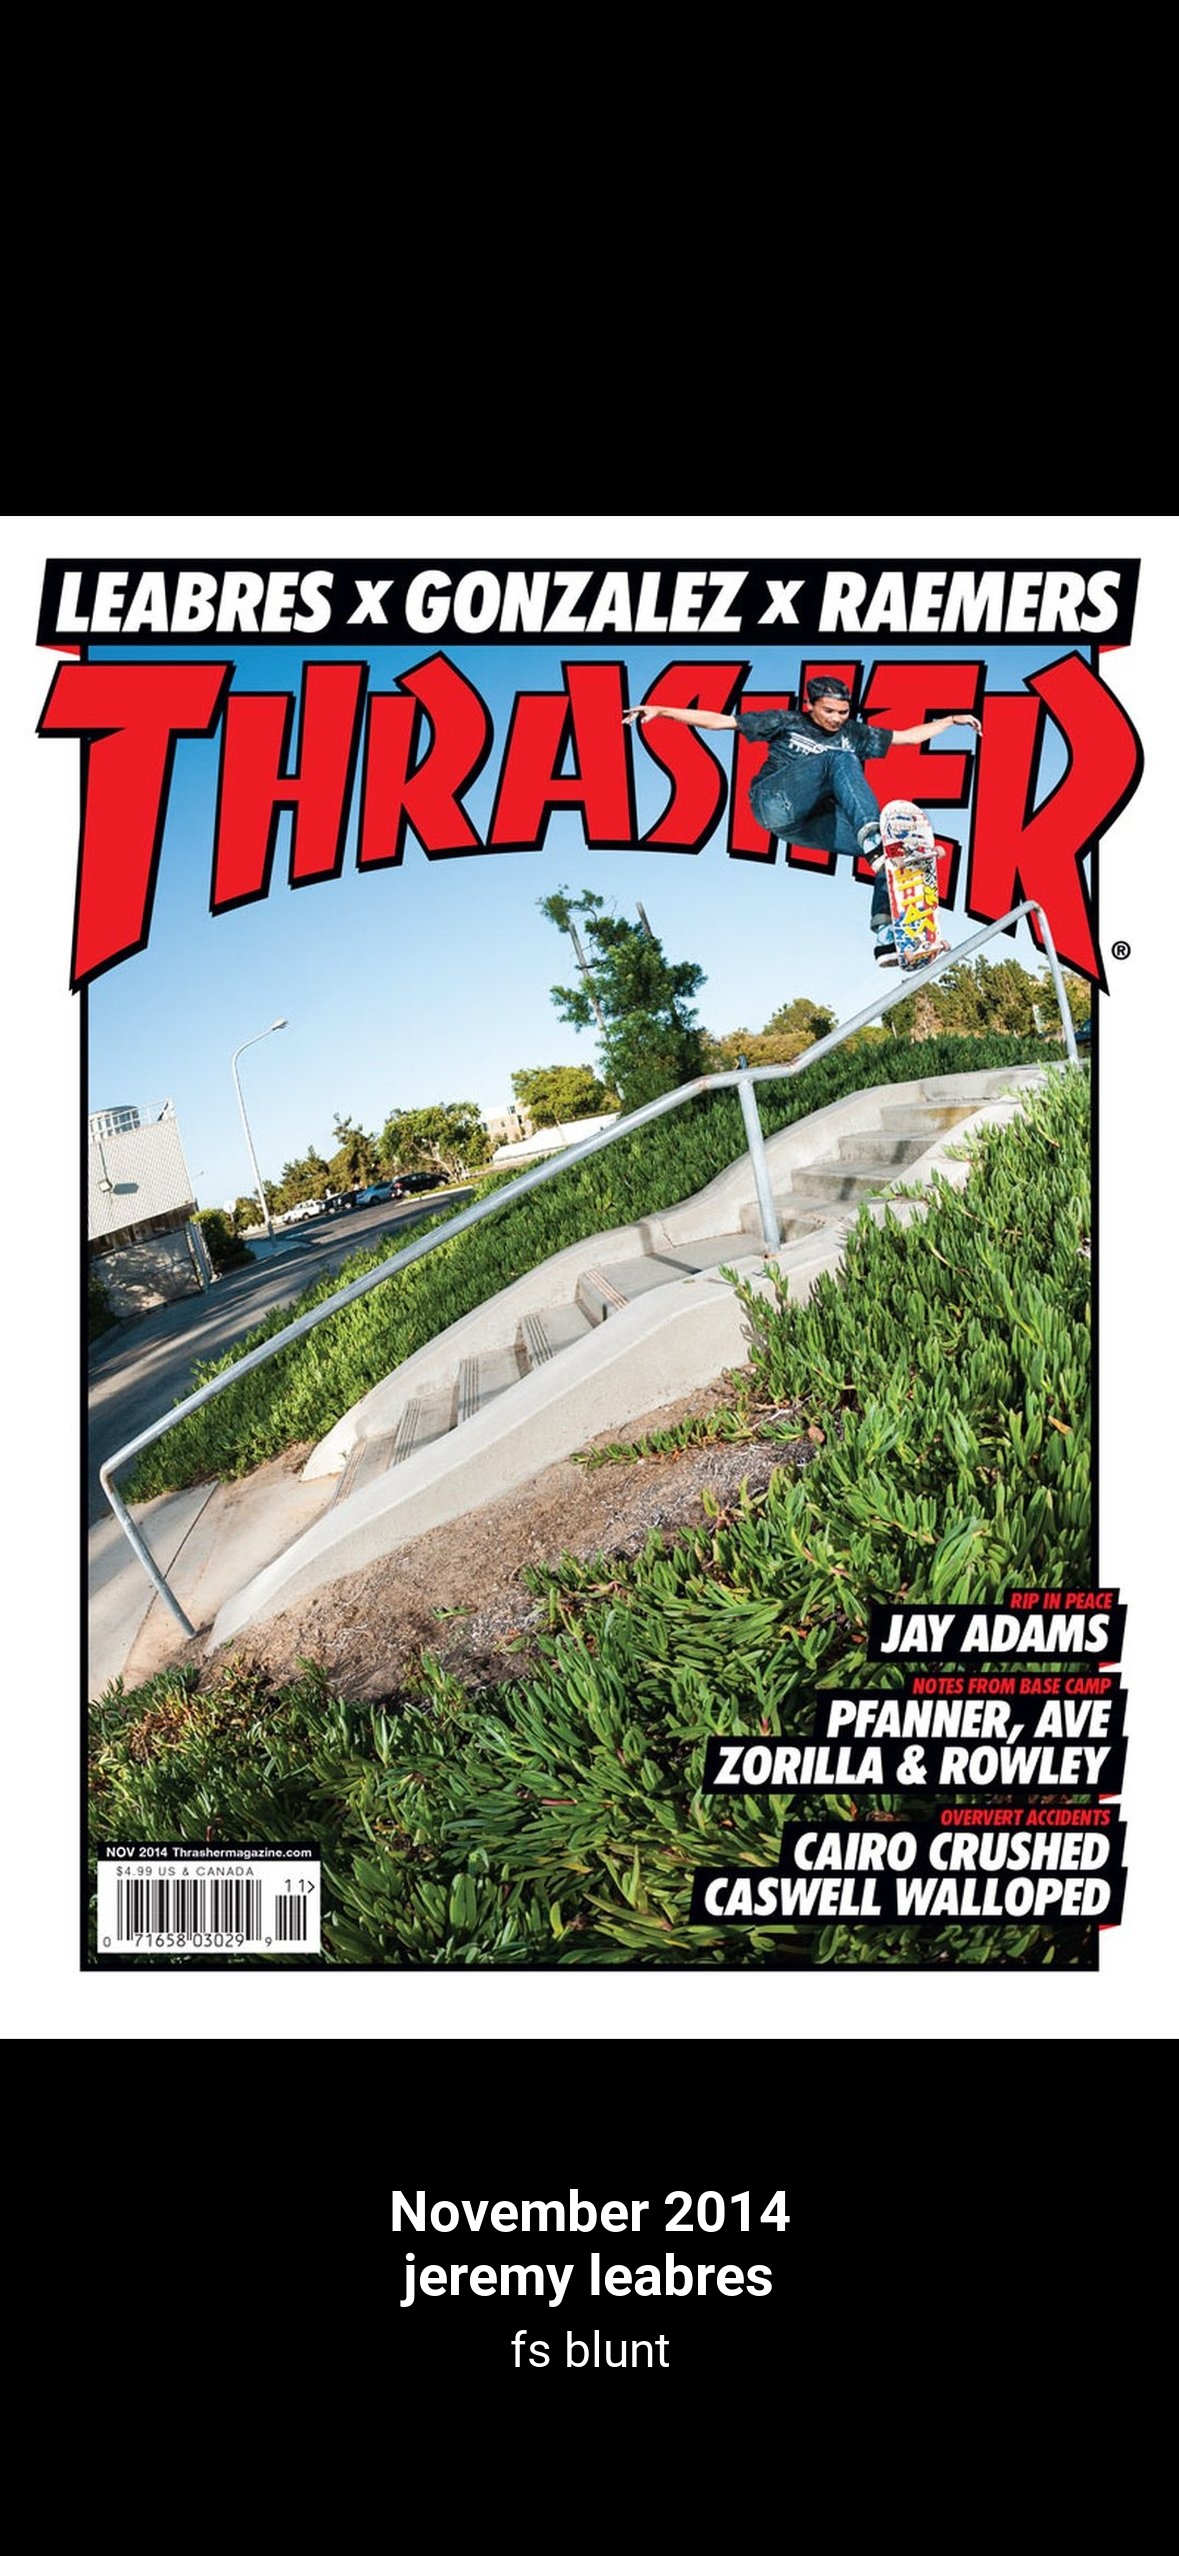 LEABRES x GONZALEZ x RAEMERS
THRASHER
®
RIP IN PEACE
JAY ADAMS
NOTES FROM BASE CAMP
PFANNER, AVE
ZORILLA & ROWLEY
OVERVERT ACCIDENTS
CAIRO CRUSHED
CASWELL WALLOPED
NOV 2014 Thrashermagazine.com
$4.99 US & CANADA
11>
0 71658 03029 9
November 2014
jeremy leabres
fs blunt